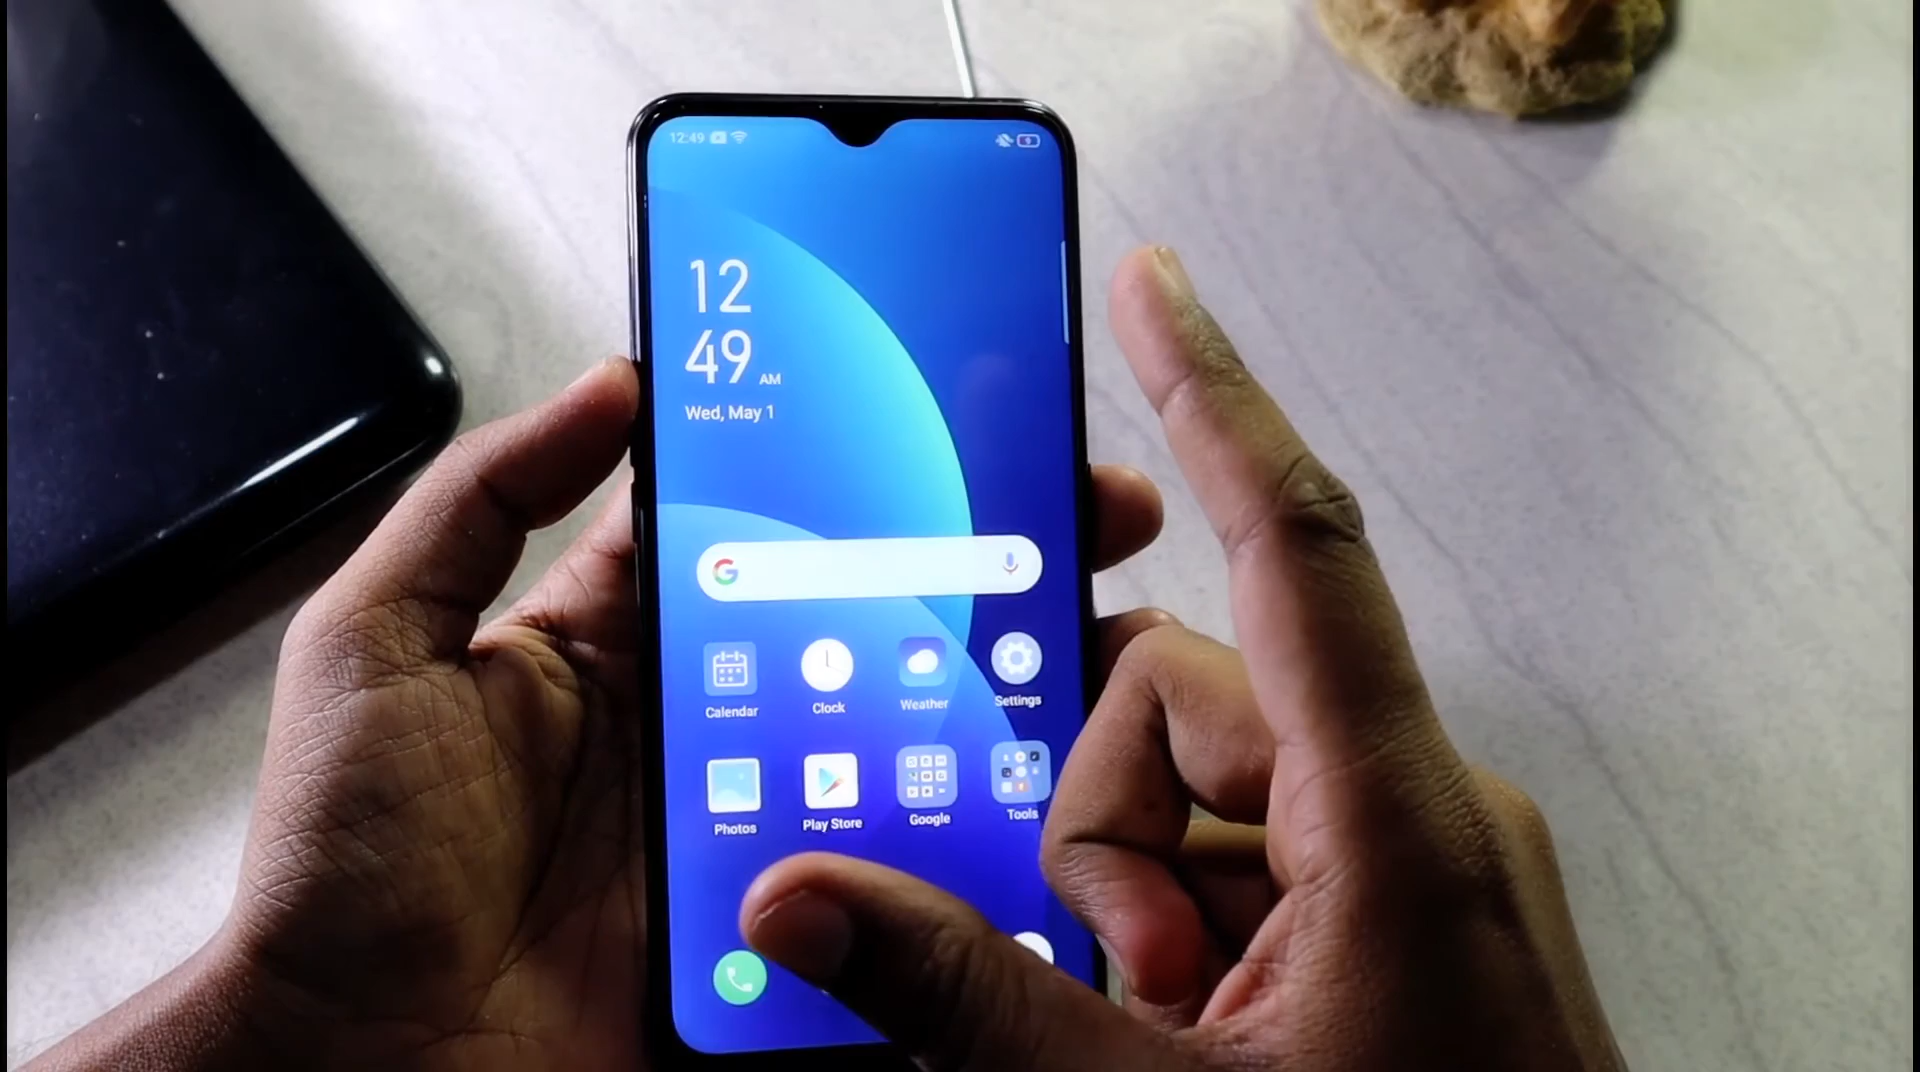 12:49
12
49 AM
Wed, May 1
G
Calendar Clock Weather Settings
Photos Play Store Google Tools